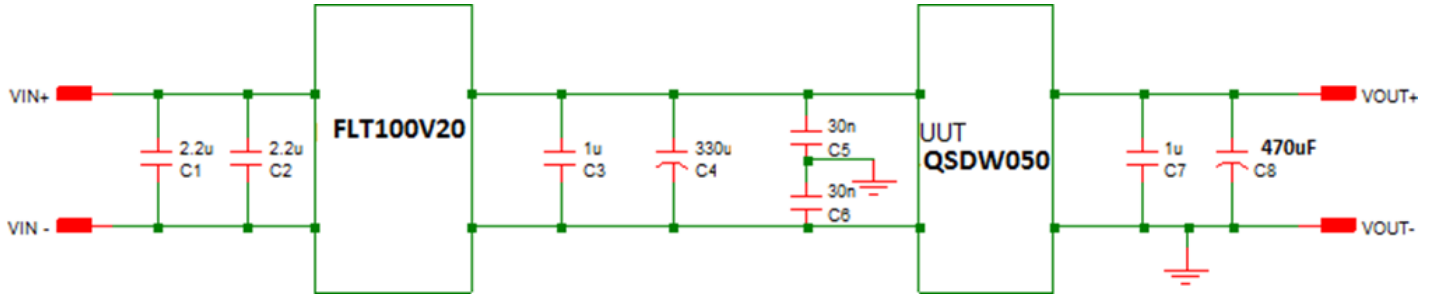 VIN+
VIN -
2.2u
C1
2.2u
C2
FLT100V20
1u
C3
330u
C4
30n
C5
30n
C6
UUT
QSDW050
1u
C7
470uF
C8
VOUT+
VOUT-